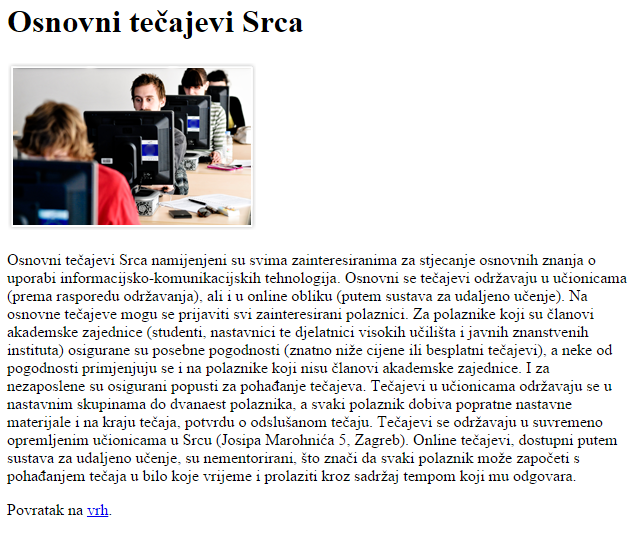 Osnovni tečajevi Srca
Osnovni tečajevi Srca namijenjeni su svima zainteresiranima za stjecanje osnovnih znanja o
uporabi informacijsko-komunikacijskih tehnologija. Osnovni se tečajevi održavaju u učionicama
(prema rasporedu održavanja), ali i u online obliku (putem sustava za udaljeno učenje). Na
osnovne tečajeve mogu se prijaviti svi zainteresirani polaznici. Za polaznike koji su članovi
akademske zajednice (studenti, nastavnici te djelatnici visokih učilišta i javnih znanstvenih
instituta) osigurane su posebne pogodnosti (znatno niže cijene ili besplatni tečajevi), a neke od
pogodnosti primjenjuju se i na polaznike koji nisu članovi akademske zajednice. I za
nezaposlene su osigurani popusti za pohađanje tečajeva. Tečajevi u učionicama održavaju se u
nastavnim skupinama do dvanaest polaznika, a svaki polaznik dobiva popratne nastavne
materijale i na kraju tečaja, potvrdu o odslušanom tečaju. Tečajevi se održavaju u suvremeno
opremljenim učionicama u Srcu (Josipa Marohnića 5, Zagreb). Online tečajevi, dostupni putem
sustava za udaljeno učenje, su nementorirani, što znači da svaki polaznik može započeti s
pohađanjem tečaja u bilo koje vrijeme i prolaziti kroz sadržaj tempom koji mu odgovara.
Povratak na vrh.